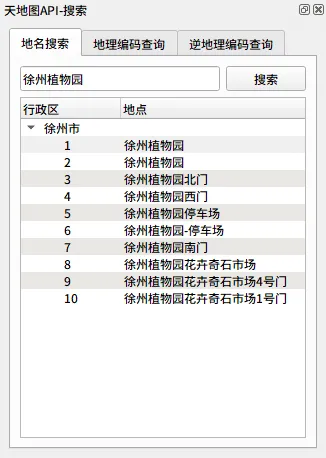 天地图API-搜索
地名搜索 地理编码查询 逆地理编码查询
徐州植物园 搜索
行政区 地点
徐州市
1 徐州植物园
2 徐州植物园
3 徐州植物园北门
4 徐州植物园西门
5 徐州植物园停车场
6 徐州植物园-停车场
7 徐州植物园南门
8 徐州植物园花卉奇石市场
9 徐州植物园花卉奇石市场4号门
10 徐州植物园花卉奇石市场1号门